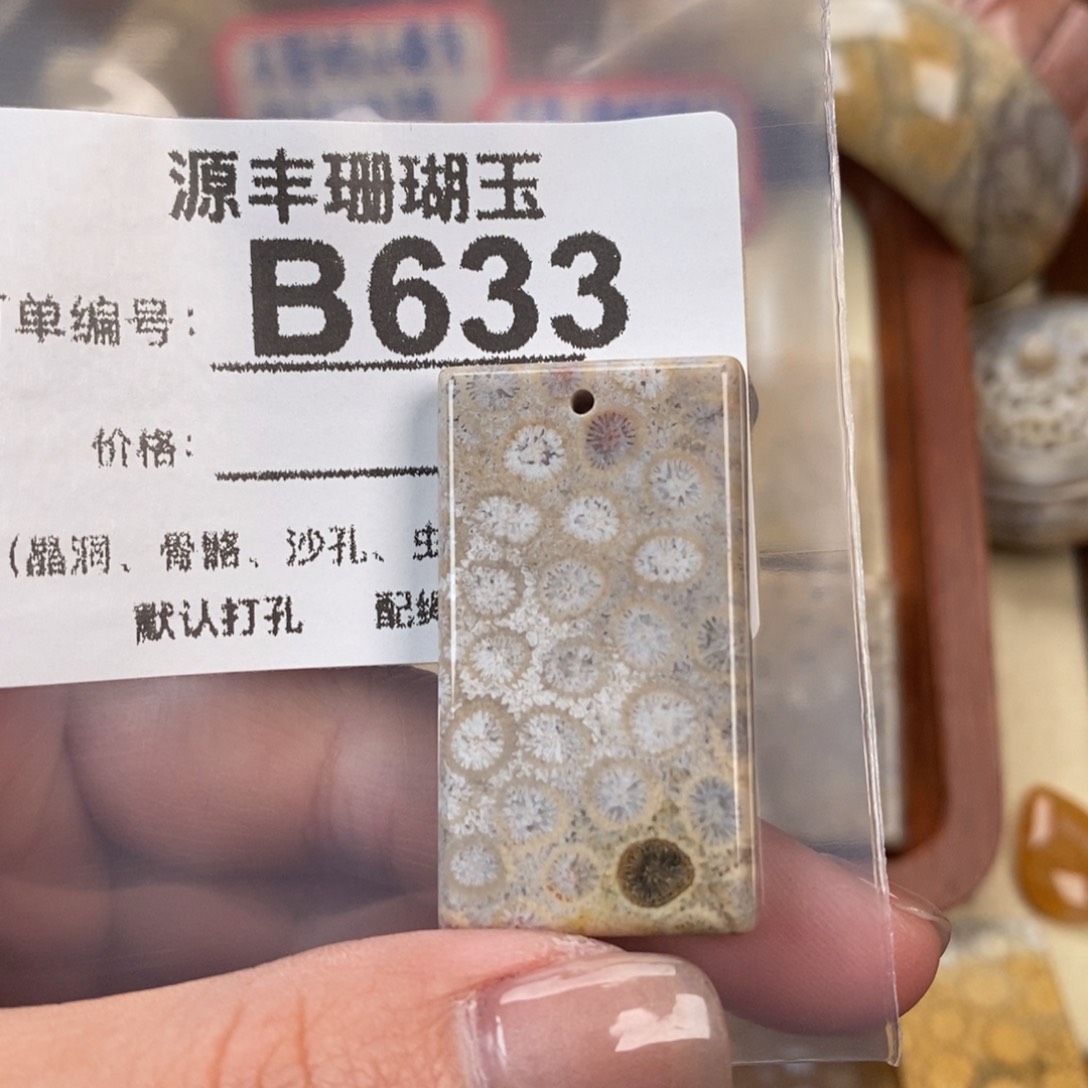 源丰珊瑚玉
单编号: B633
价格:
(晶洞、骨骼、沙孔、虫
默认打孔 配